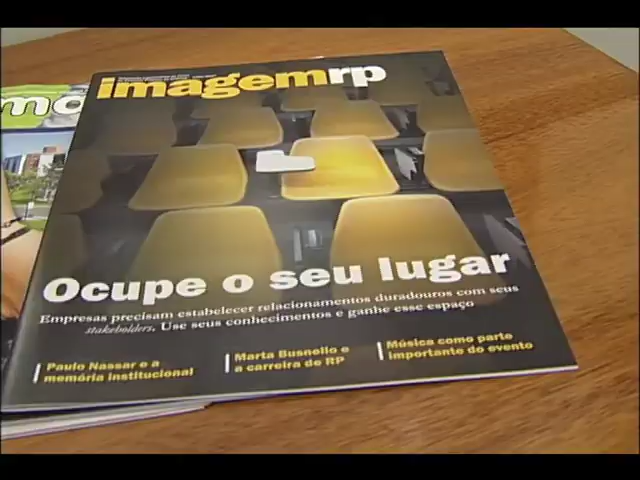 imagemrp
mo
Ocupe o seu lugar
Empresas precisam estabelecer relacionamentos duradouros com seus
stakeholders. Use seus conhecimentos e ganhe esse espaço
Paulo Nassar e a
memória institucional
Marta Busnello e
a carreira de RP
Música como parte
importante do evento